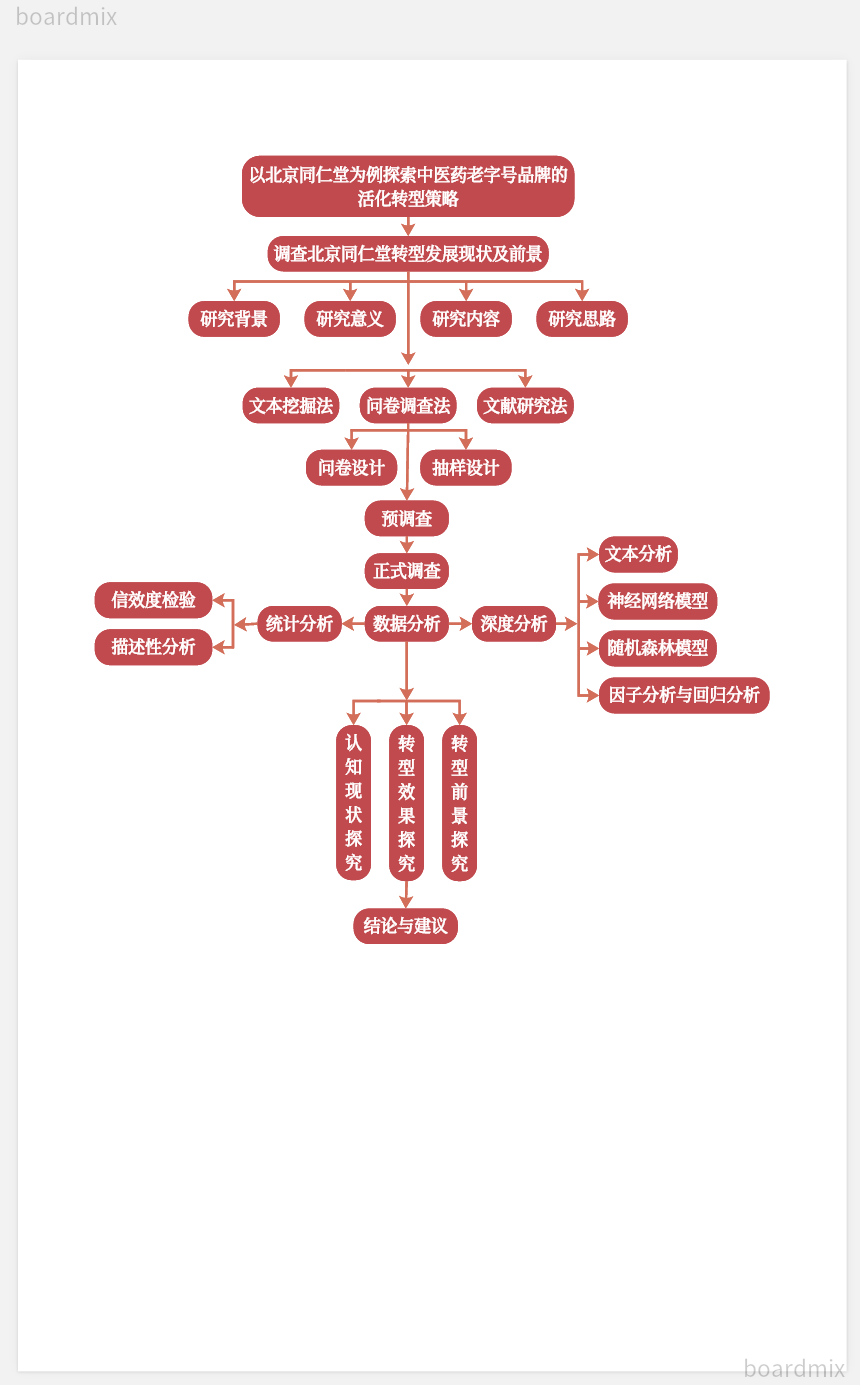 boardmix
以北京同仁堂为例探索中医药老字号品牌的
活化转型策略
调查北京同仁堂转型发展现状及前景
研究背景
研究意义
研究内容
研究思路
文本挖掘法
问卷调查法
文献研究法
问卷设计
抽样设计
预调查
正式调查
文本分析
信效度检验
神经网络模型
统计分析
数据分析
深度分析
描述性分析
随机森林模型
因子分析与回归分析
认知现状探究
转型效果探究
转型前景探究
结论与建议
boardmix